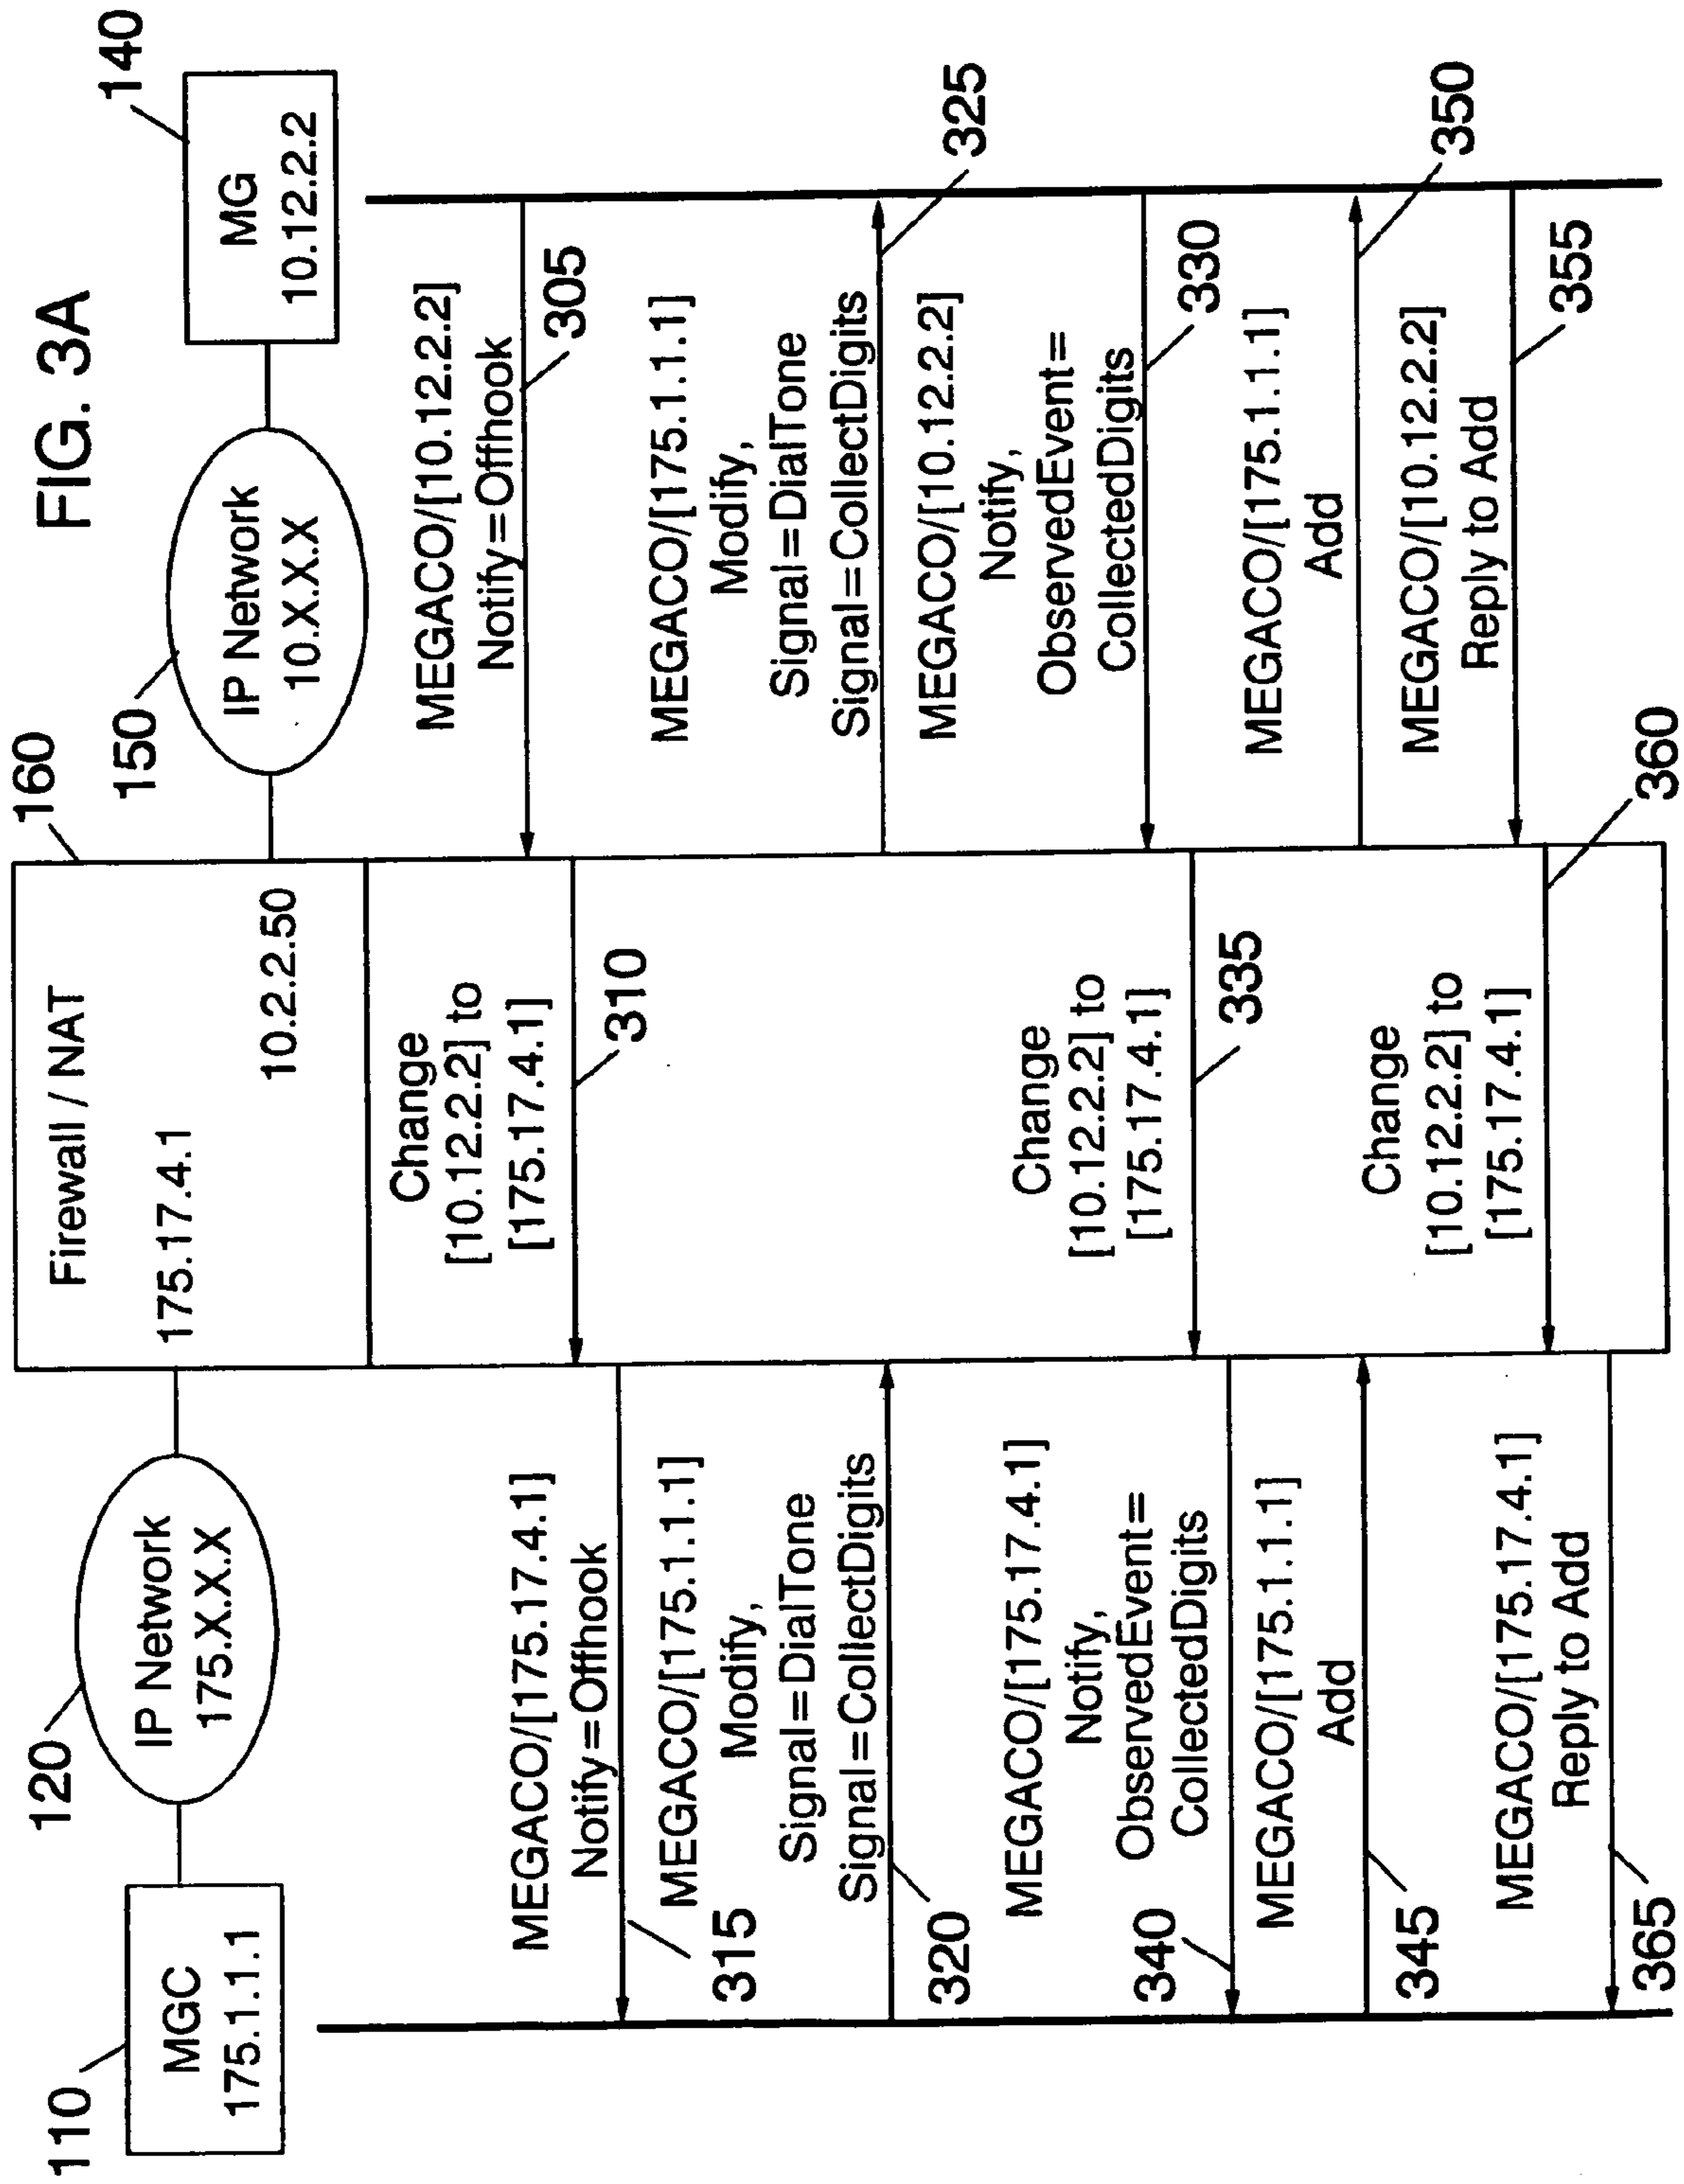 FIG. 3A
110
MGC
175.1.1.1
120
IP Network
175.X.X.X
160
Firewall / NAT
175.17.4.1
10.2.2.50
150
IP Network
10.X.X.X
140
MG
10.12.2.2
MEGACO/[10.12.2.2]
Notify=Offhook
305
Change
[10.12.2.2] to
[175.17.4.1]
310
MEGACO/[175.17.4.1]
Notify=Offhook
315
MEGACO/[175.1.1.1]
Modify,
Signal=DialTone
Signal=CollectDigits
320
MEGACO/[175.1.1.1]
Modify,
Signal=DialTone
Signal=CollectDigits
325
MEGACO/[10.12.2.2]
Notify,
ObservedEvent=
CollectedDigits
330
Change
[10.12.2.2] to
[175.17.4.1]
335
MEGACO/[175.17.4.1]
Notify,
ObservedEvent=
CollectedDigits
340
MEGACO/[175.1.1.1]
Add
345
MEGACO/[175.1.1.1]
Add
350
MEGACO/[10.12.2.2]
Reply to Add
355
Change
[10.12.2.2] to
[175.17.4.1]
360
MEGACO/[175.17.4.1]
Reply to Add
365